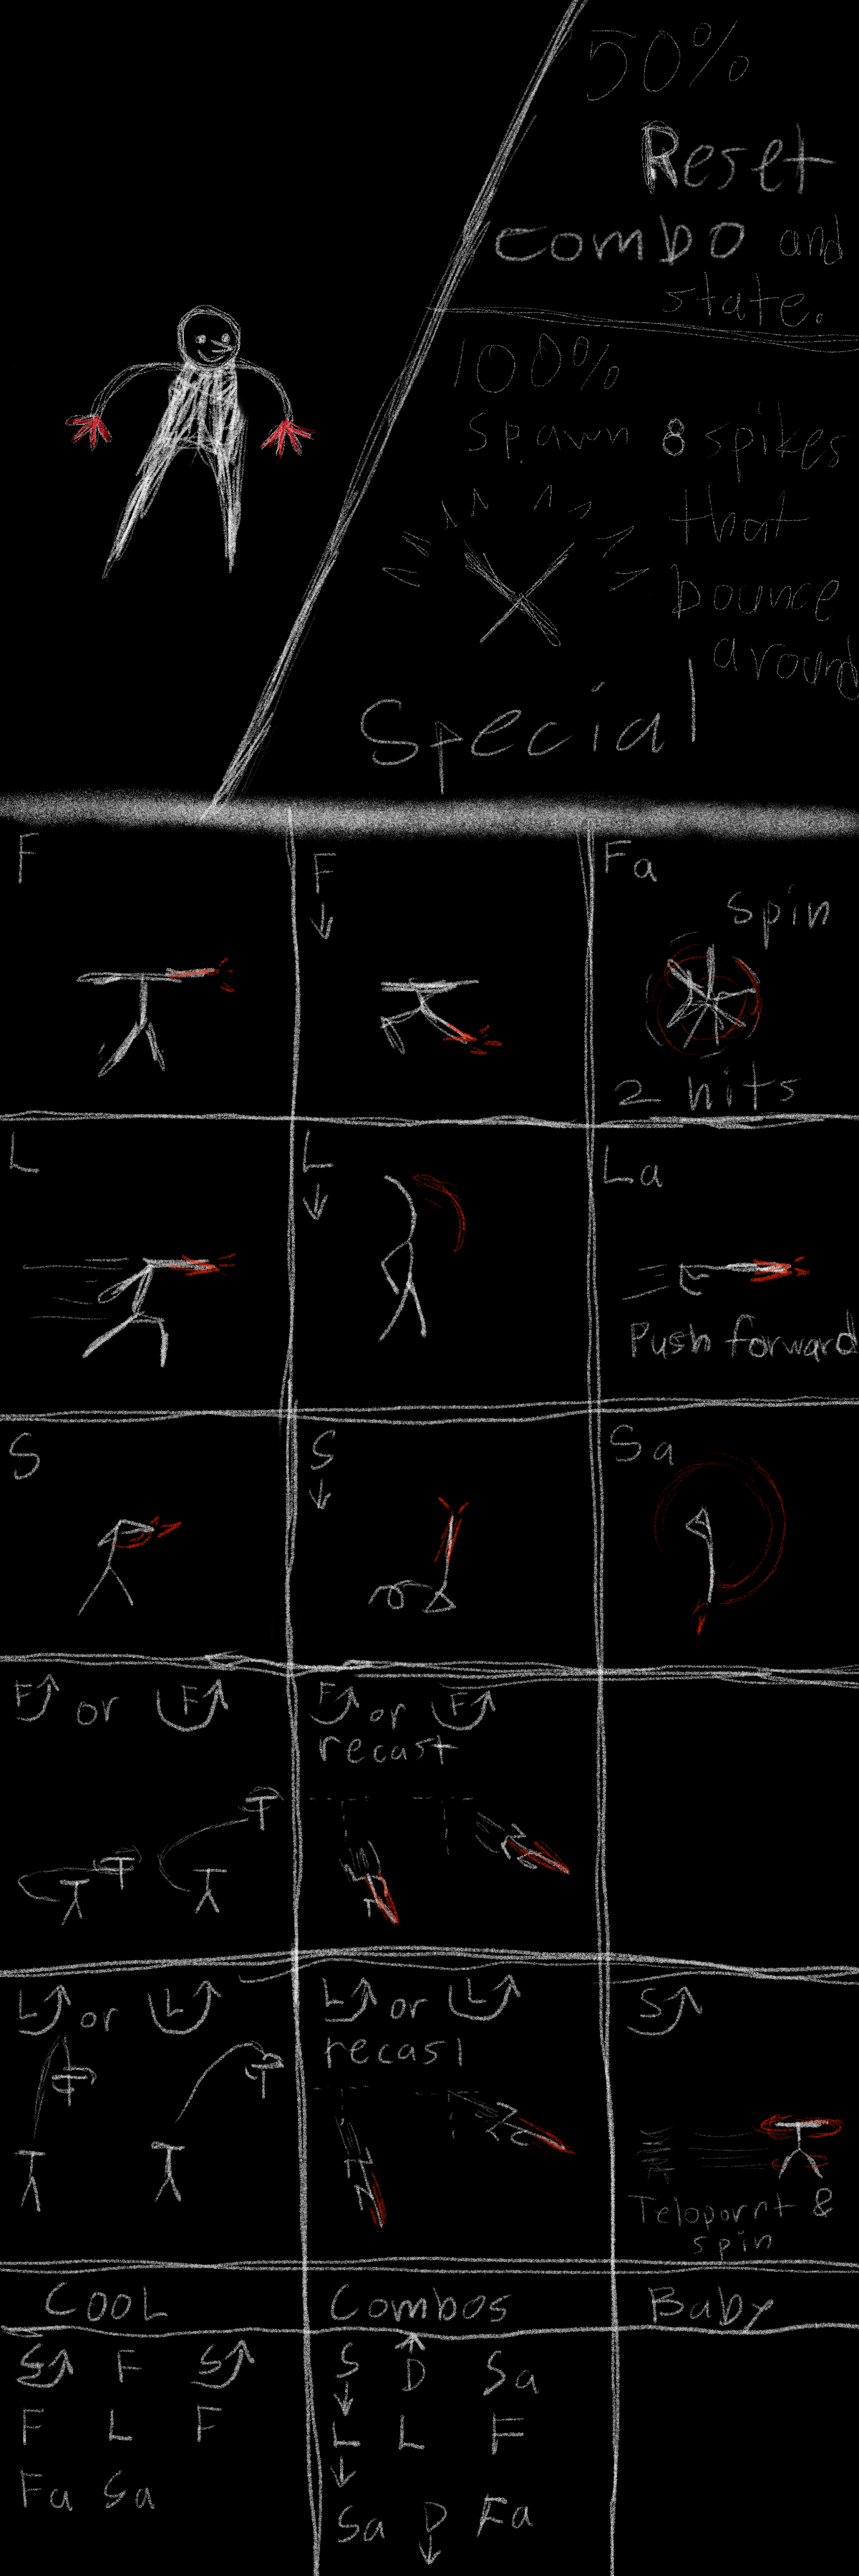 50%
Reset
combo and
state.
100%
Spawn 8 spikes
that
bounce
around
Special
F
F ↓
Fa
Spin
2 hits
L
L ↓
La
Push forward
S
S ↓
Sa
F⤴ or F⤴
F⤴ or F⤴
recast
L⤴ or L⤴
L⤴ or L⤴
recast
S⤴
Telopornt &
spin
COOL
Combos
Baby
S⤴ F S⤴
F L F
Fa Sa
S ↓ D ↑ Sa
L ↓ L F
Sa D ↓ Fa